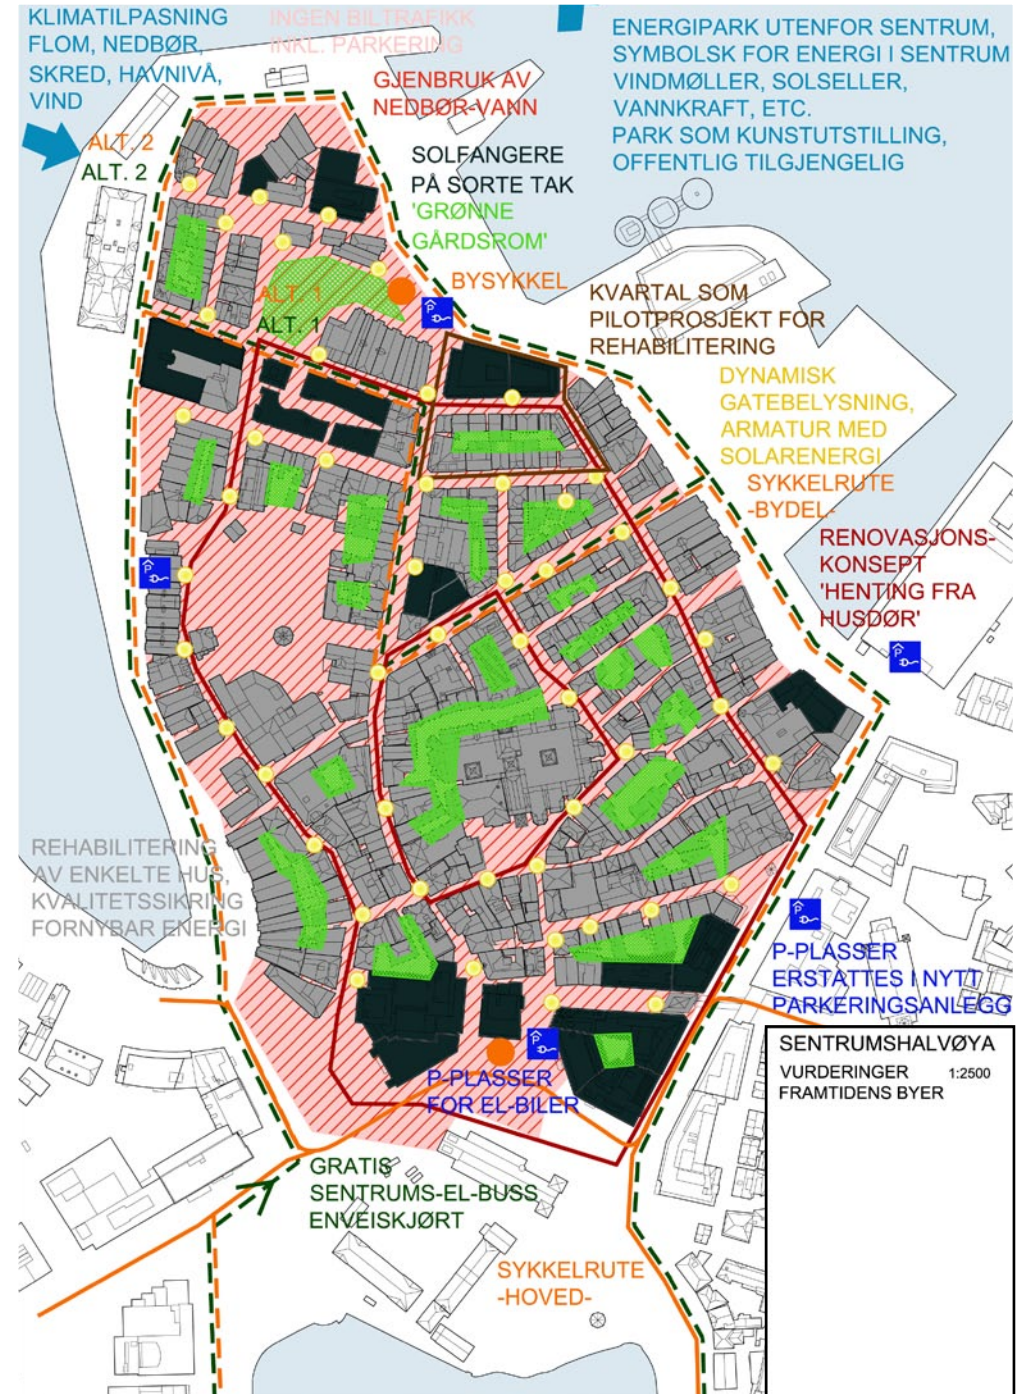 KLIMATILPASNING
FLOM, NEDBØR,
SKRED, HAVNIVÅ,
VIND
INGEN BILTRAFIKK
INKL. PARKERING
GJENBRUK AV
NEDBØR-VANN
ENERGIPARK UTENFOR SENTRUM,
SYMBOLSK FOR ENERGI I SENTRUM
VINDMØLLER, SOLSELLER,
VANNKRAFT, ETC.
PARK SOM KUNSTUTSTILLING,
OFFENTLIG TILGJENGELIG
ALT. 2
ALT. 2
SOLFANGERE
PÅ SORTE TAK
'GRØNNE
GÅRDSROM'
BYSYKKEL
ALT. 1
ALT. 1
P
KVARTAL SOM
PILOTPROSJEKT FOR
REHABILITERING
DYNAMISK
GATEBELYSNING,
ARMATUR MED
SOLARENERGI
SYKKELRUTE
-BYDEL-
RENOVASJONS-
KONSEPT
'HENTING FRA
HUSDØR'
P
P
REHABILITERING
AV ENKELTE HUS,
KVALITETSSIKRING
FORNYBAR ENERGI
P
P-PLASSER
ERSTATTES I NYTT
PARKERINGSANLEGG
P
P-PLASSER
FOR EL-BILER
SENTRUMSHALVØYA
VURDERINGER 1:2500
FRAMTIDENS BYER
GRATIS
SENTRUMS-EL-BUSS
ENVEISKJØRT
SYKKELRUTE
-HOVED-